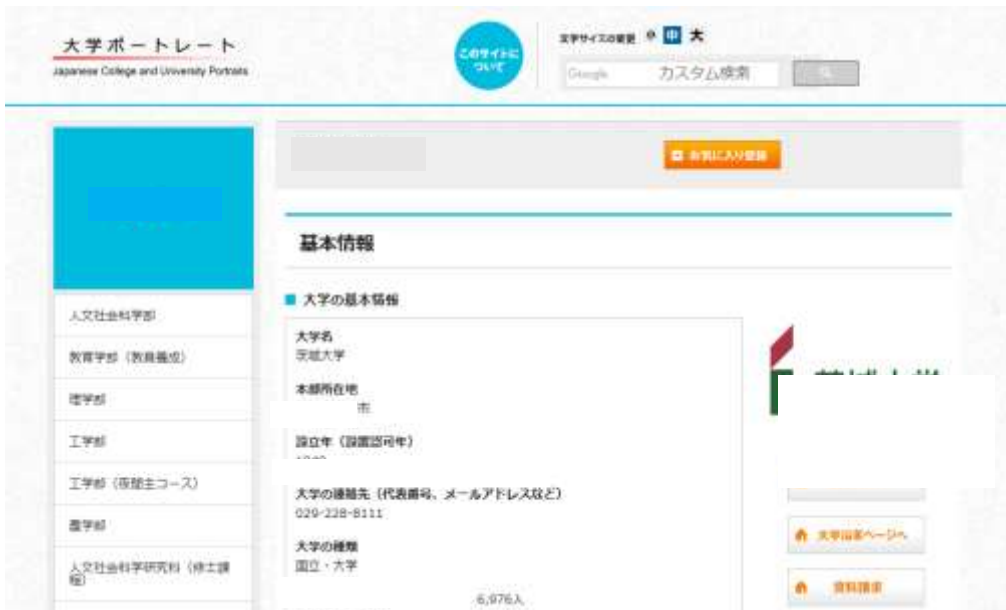 大学ポートレート
Japanese College and University Portraits
このサイトに
ついて
文字サイズの変更 小 中 大
Google カスタム検索
お気に入り登録
基本情報
大学の基本情報
大学名
茨城大学
本部所在地
市
設立年（設置認可年）
大学の連絡先（代表番号、メールアドレスなど）
029-228-8111
大学の種類
国立・大学
6,976人
人文社会科学部
教育学部（教員養成）
理学部
工学部
工学部（夜間主コース）
農学部
人文社会科学研究科（修士課
程）
資料請求